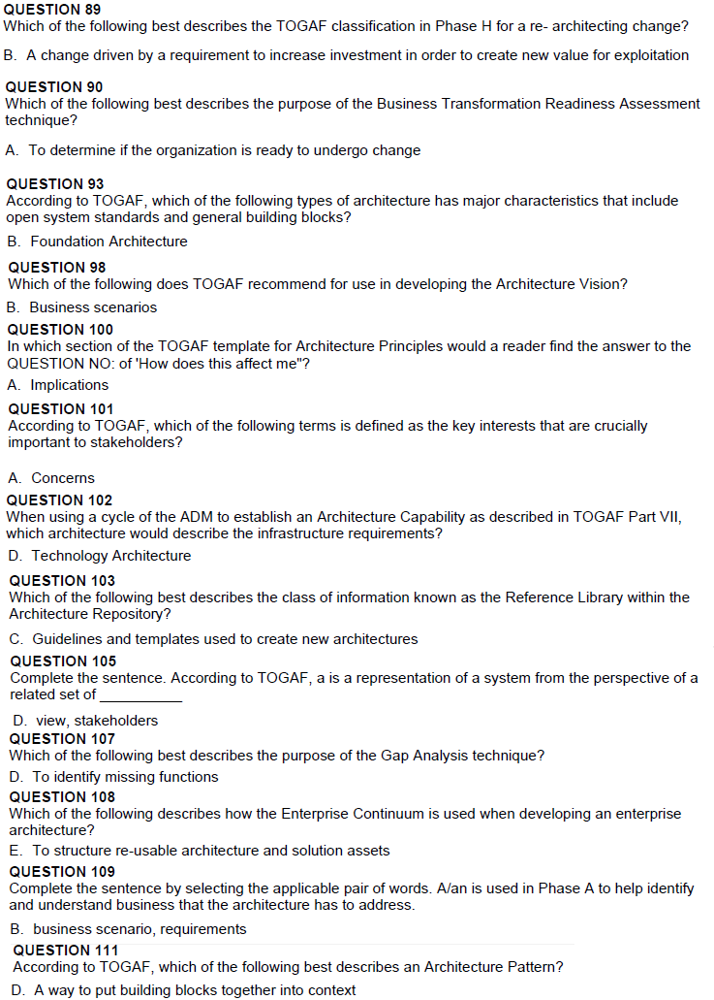 QUESTION 89
Which of the following best describes the TOGAF classification in Phase H for a re- architecting change?
B. A change driven by a requirement to increase investment in order to create new value for exploitation
QUESTION 90
Which of the following best describes the purpose of the Business Transformation Readiness Assessment
technique?
A. To determine if the organization is ready to undergo change
QUESTION 93
According to TOGAF, which of the following types of architecture has major characteristics that include
open system standards and general building blocks?
B. Foundation Architecture
QUESTION 98
Which of the following does TOGAF recommend for use in developing the Architecture Vision?
B. Business scenarios
QUESTION 100
In which section of the TOGAF template for Architecture Principles would a reader find the answer to the
QUESTION NO: of 'How does this affect me"?
A. Implications
QUESTION 101
According to TOGAF, which of the following terms is defined as the key interests that are crucially
important to stakeholders?
A. Concerns
QUESTION 102
When using a cycle of the ADM to establish an Architecture Capability as described in TOGAF Part VII,
which architecture would describe the infrastructure requirements?
D. Technology Architecture
QUESTION 103
Which of the following best describes the class of information known as the Reference Library within the
Architecture Repository?
C. Guidelines and templates used to create new architectures
QUESTION 105
Complete the sentence. According to TOGAF, a is a representation of a system from the perspective of a
related set of ___________
D. view, stakeholders
QUESTION 107
Which of the following best describes the purpose of the Gap Analysis technique?
D. To identify missing functions
QUESTION 108
Which of the following describes how the Enterprise Continuum is used when developing an enterprise
architecture?
E. To structure re-usable architecture and solution assets
QUESTION 109
Complete the sentence by selecting the applicable pair of words. A/an is used in Phase A to help identify
and understand business that the architecture has to address.
B. business scenario, requirements
QUESTION 111
According to TOGAF, which of the following best describes an Architecture Pattern?
D. A way to put building blocks together into context